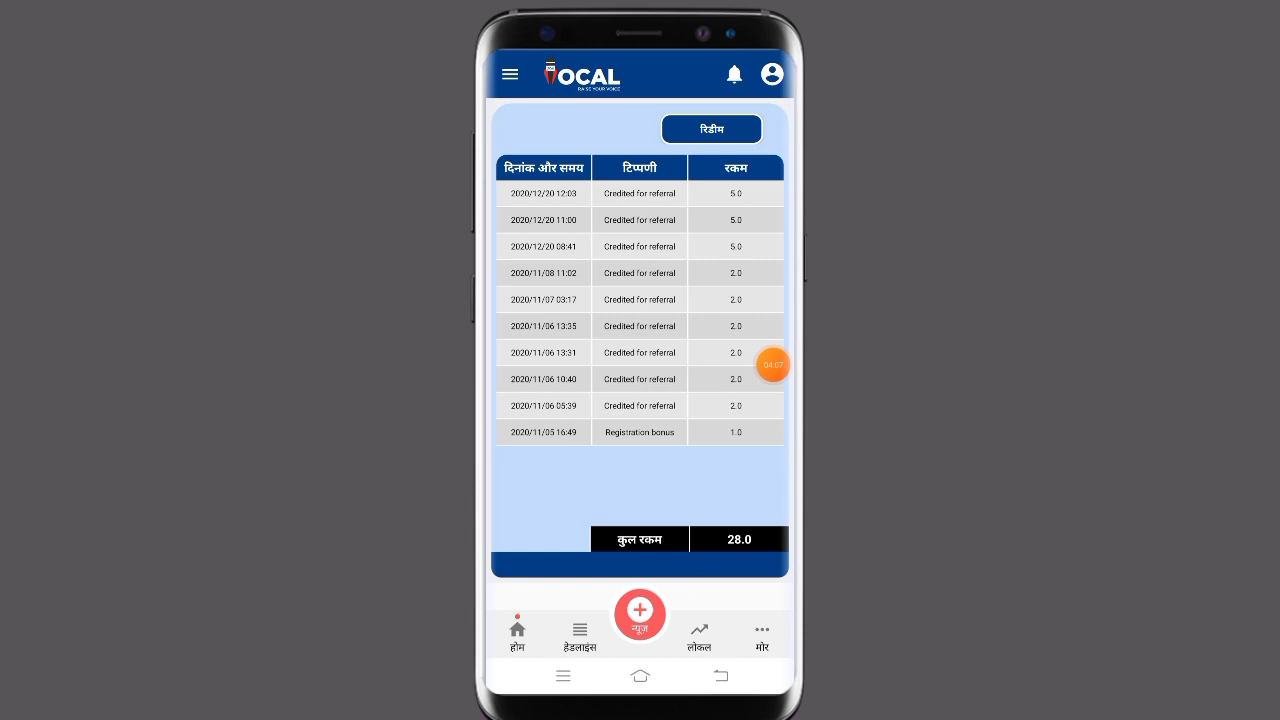 VOCAL
RAISE YOUR VOICE
रिडीम
दिनांक और समय टिप्पणी रकम
2020/12/20 12:03 Credited for referral 5.0
2020/12/20 11:00 Credited for referral 5.0
2020/12/20 08:41 Credited for referral 5.0
2020/11/08 11:02 Credited for referral 2.0
2020/11/07 03:17 Credited for referral 2.0
2020/11/06 13:35 Credited for referral 2.0
2020/11/06 13:31 Credited for referral 2.0
04:07
2020/11/06 10:40 Credited for referral 2.0
2020/11/06 05:39 Credited for referral 2.0
2020/11/05 16:49 Registration bonus 1.0
कुल रकम 28.0
न्यूज़
होम हेडलाइंस लोकल मोर